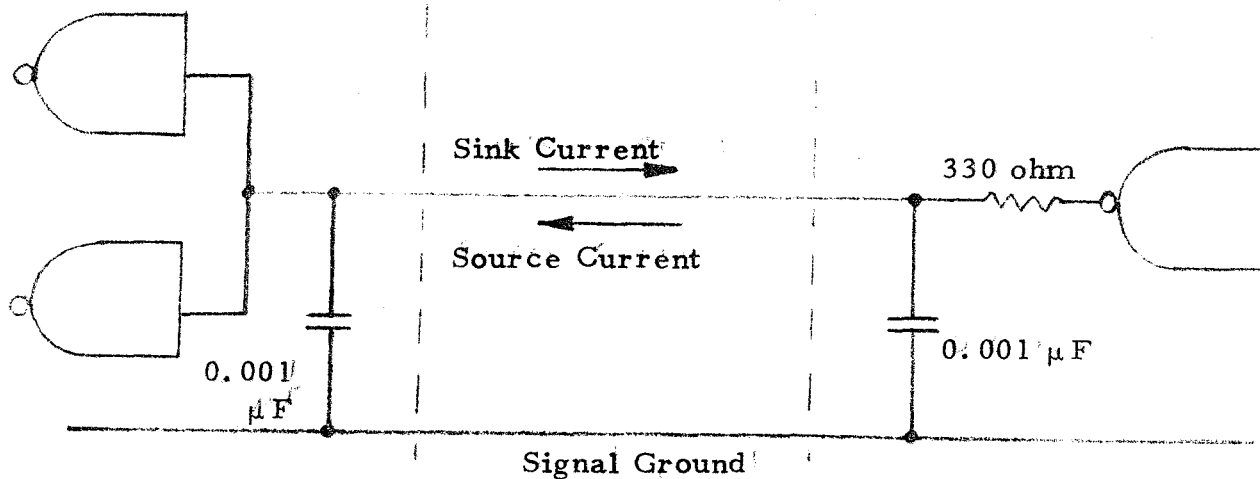 Sink Current
330 ohm
Source Current
0.001
μF
0.001 μF
Signal Ground